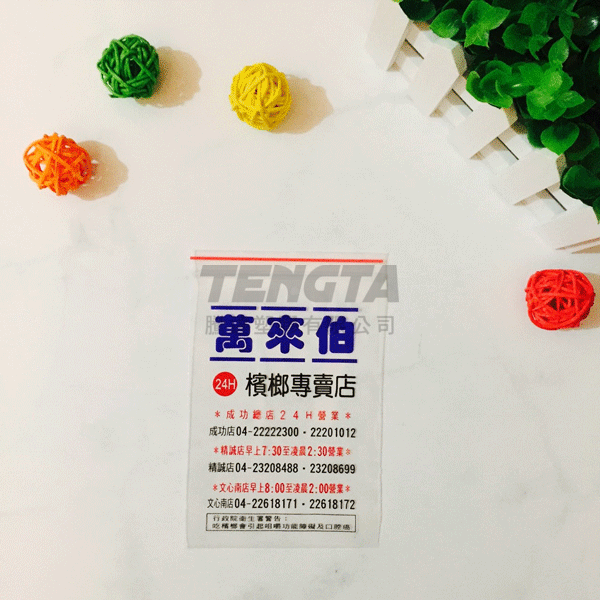 TENGTA
萬來伯
24H 檳榔專賣店
＊成功總店24H營業＊
成功店04-22222300・22201012
＊精誠店早上7:30至凌晨2:30營業＊
精誠店04-23208488・23208699
＊文心南店早上8:00至凌晨2:00營業＊
文心南店04-22618171・22618172
行政院衛生署警告：
吃檳榔會引起咀嚼功能障礙及口腔癌